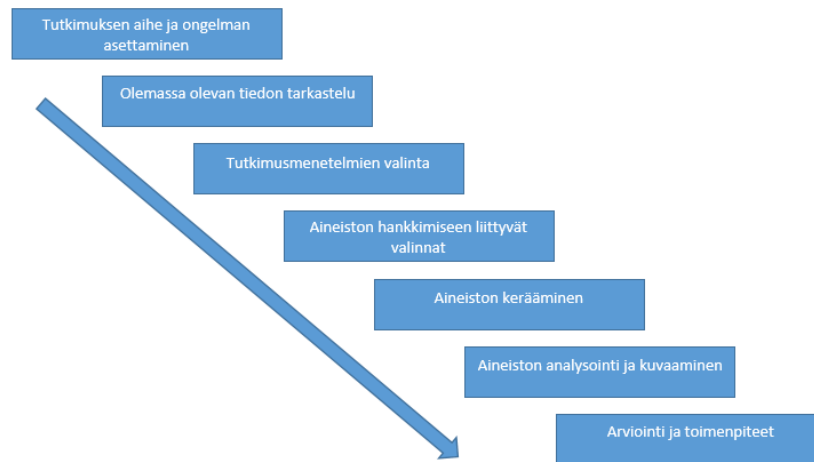 Tutkimuksen aihe ja ongelman
asettaminen
Olemassa olevan tiedon tarkastelu
Tutkimusmenetelmien valinta
Aineiston hankkimiseen liittyvät
valinnat
Aineiston kerääminen
Aineiston analysointi ja kuvaaminen
Arviointi ja toimenpiteet